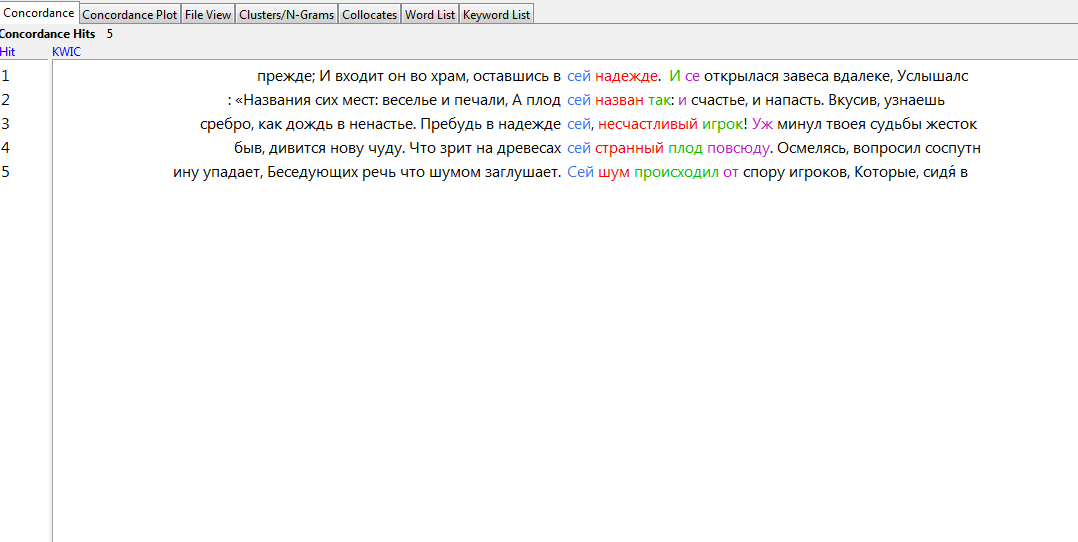 Concordance Concordance Plot File View Clusters/N-Grams Collocates Word List Keyword List
Concordance Hits 5
Hit KWIC
1 прежде; И входит он во храм, оставшись в сей надежде. И се открылася завеса вдалеке, Услышалс
2 : «Названия сих мест: веселье и печали, А плод сей назван так: и счастье, и напасть. Вкусив, узнаешь
3 сребро, как дождь в ненастье. Пребудь в надежде сей, несчастливый игрок! Уж минул твоея судьбы жесток
4 быв, дивится нову чуду. Что зрит на древесах сей странный плод повсюду. Осмелясь, вопросил соспутн
5 ину упадает, Беседующих речь что шумом заглушает. Сей шум происходил от спору игроков, Которые, сидя́ в